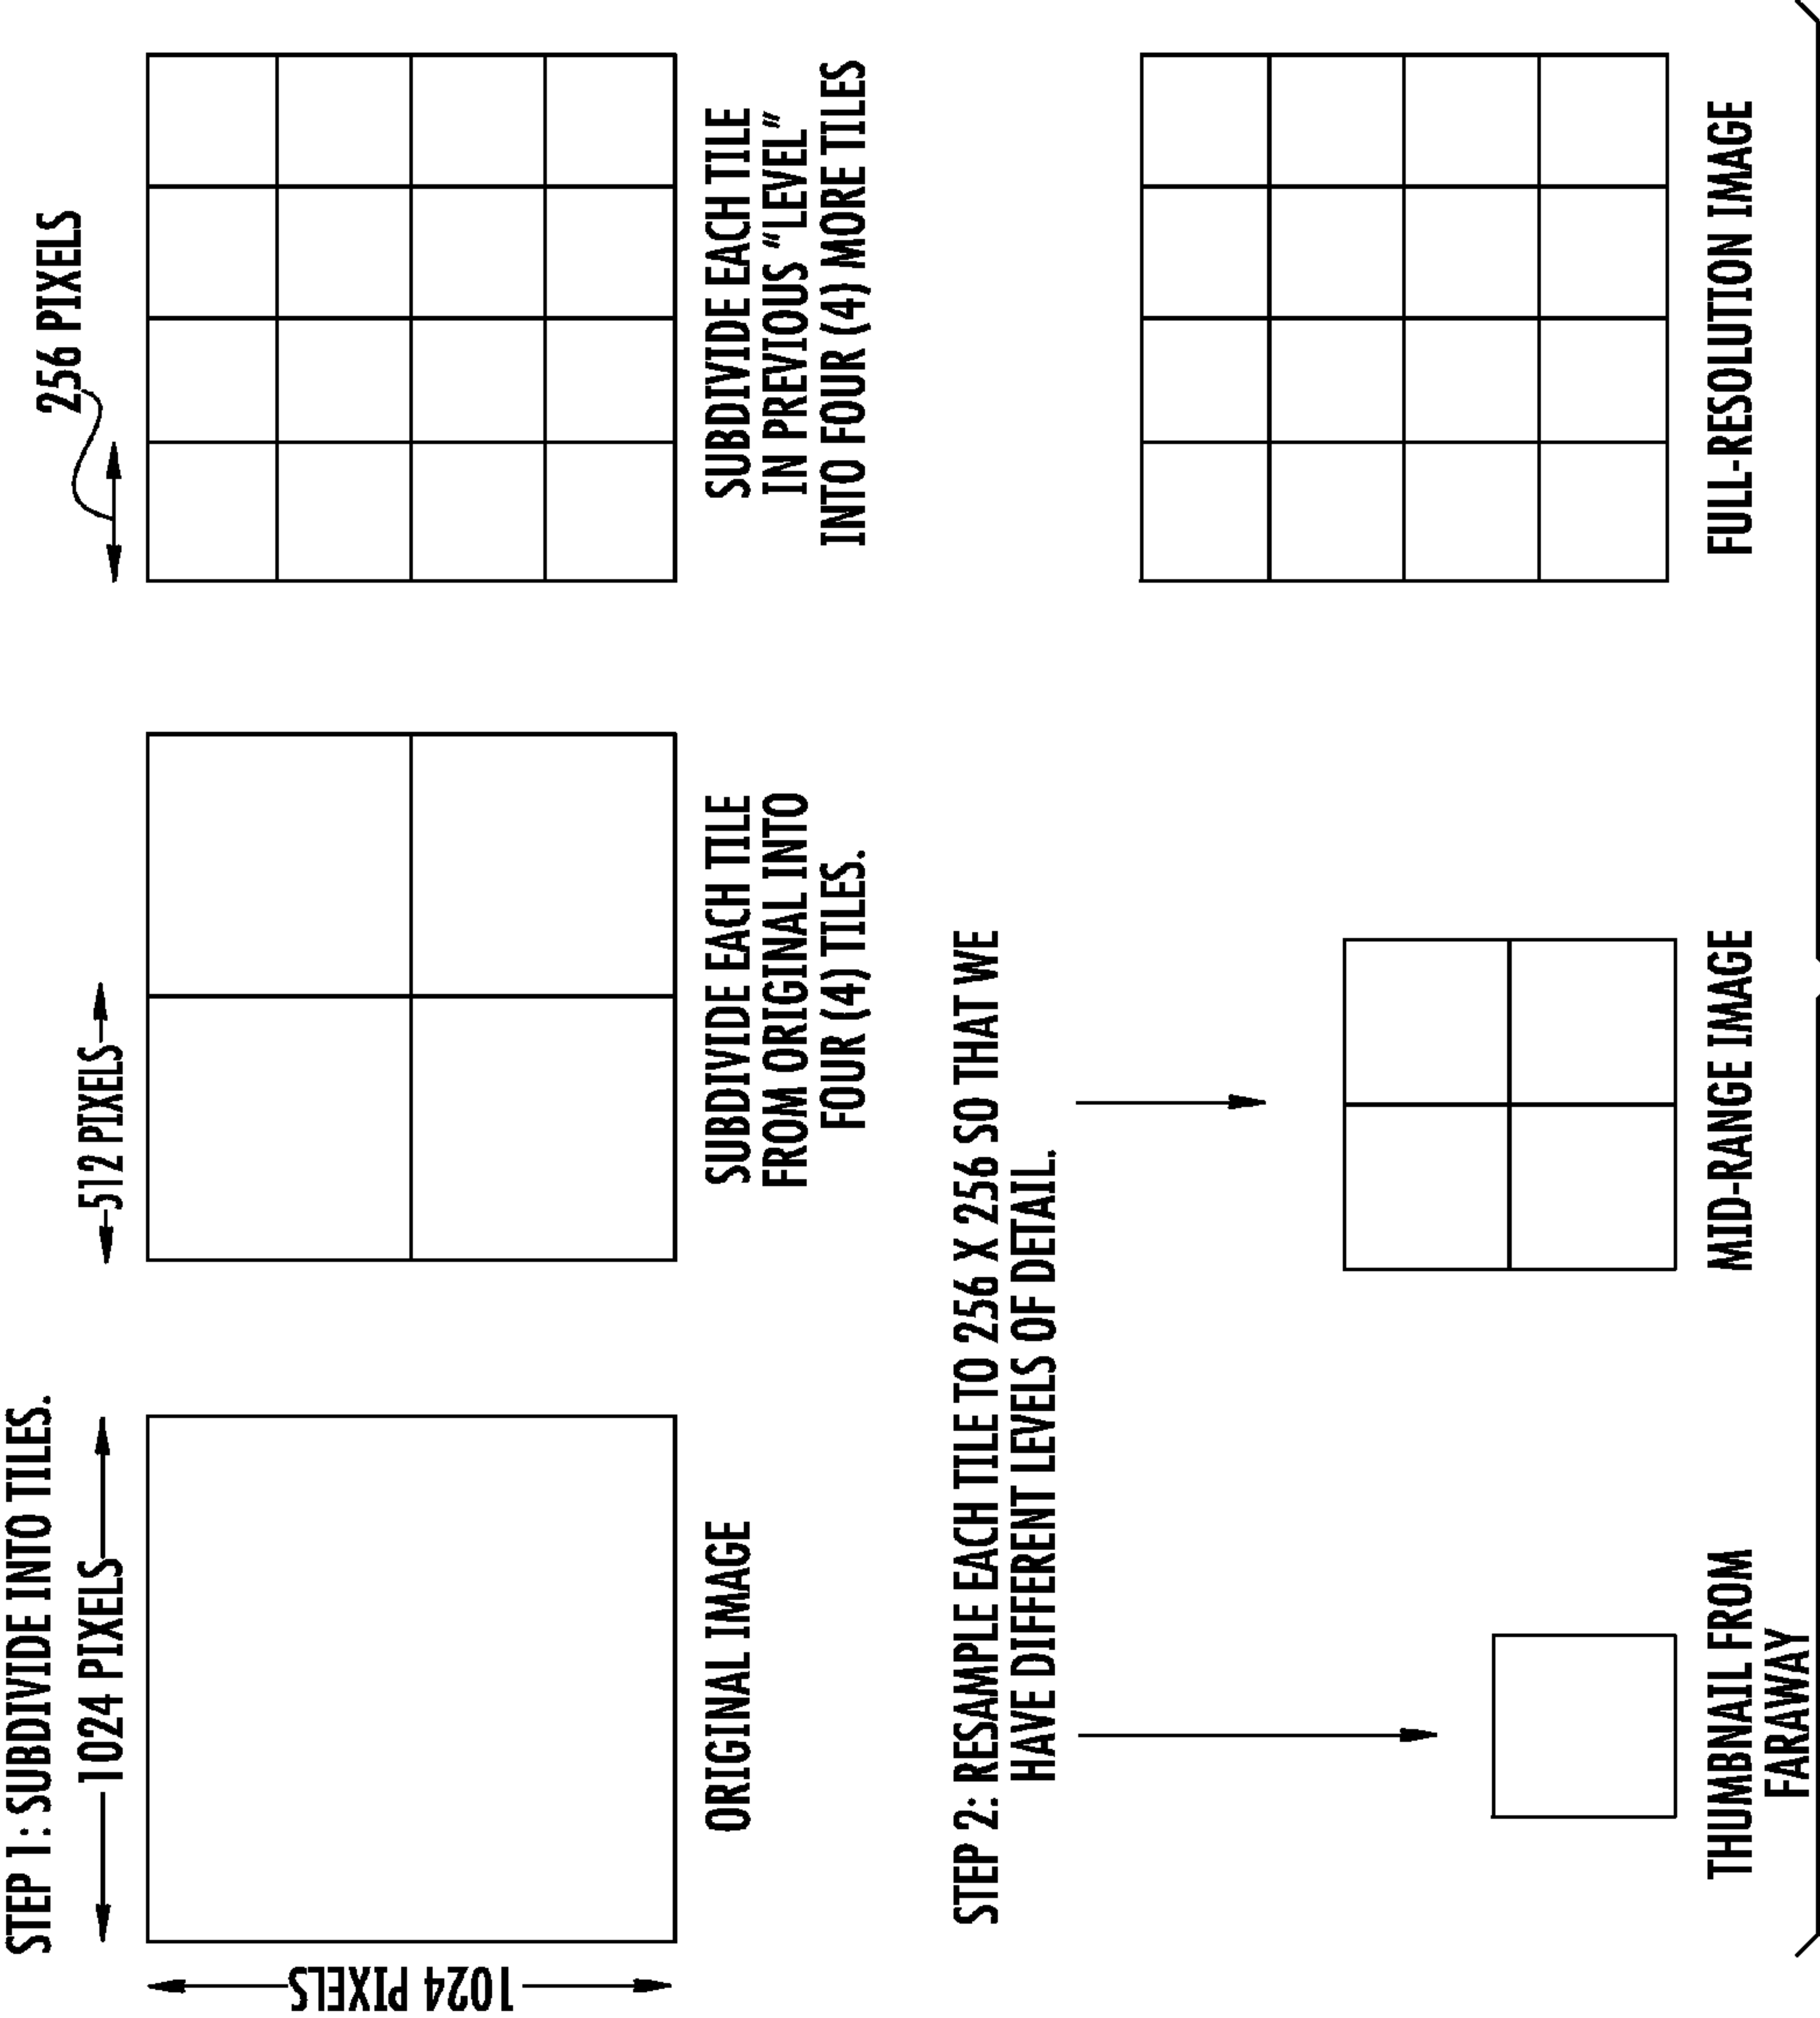 STEP 1: SUBDIVIDE INTO TILES.
1024 PIXELS
512 PIXELS
256 PIXELS
1024 PIXELS
ORIGINAL IMAGE
SUBDIVIDE EACH TILE
FROM ORIGINAL INTO
FOUR (4) TILES.
SUBDIVIDE EACH TILE
IN PREVIOUS “LEVEL”
INTO FOUR (4) MORE TILES
STEP 2: RESAMPLE EACH TILE TO 256 X 256 SO THAT WE
HAVE DIFFERENT LEVELS OF DETAIL.
THUMBNAIL FROM
FARAWAY
MID-RANGE IMAGE
FULL-RESOLUTION IMAGE